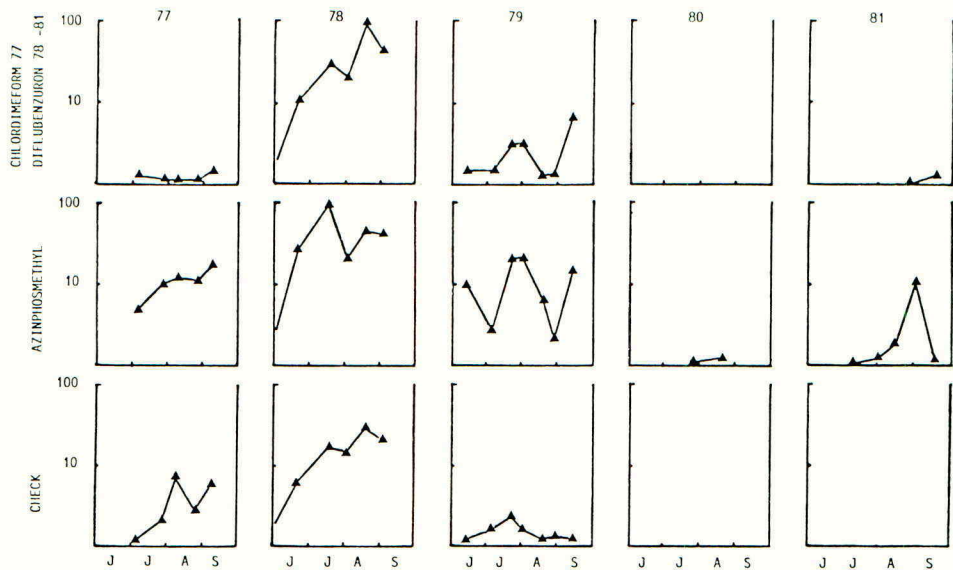 77 78 79 80 81
CHLORDIMEFORM 77
DIFLUBENZURON 78 -81
100
10
AZINPHOSMETHYL
100
10
CHECK
100
10
J J A S J J A S J J A S J J A S J J A S